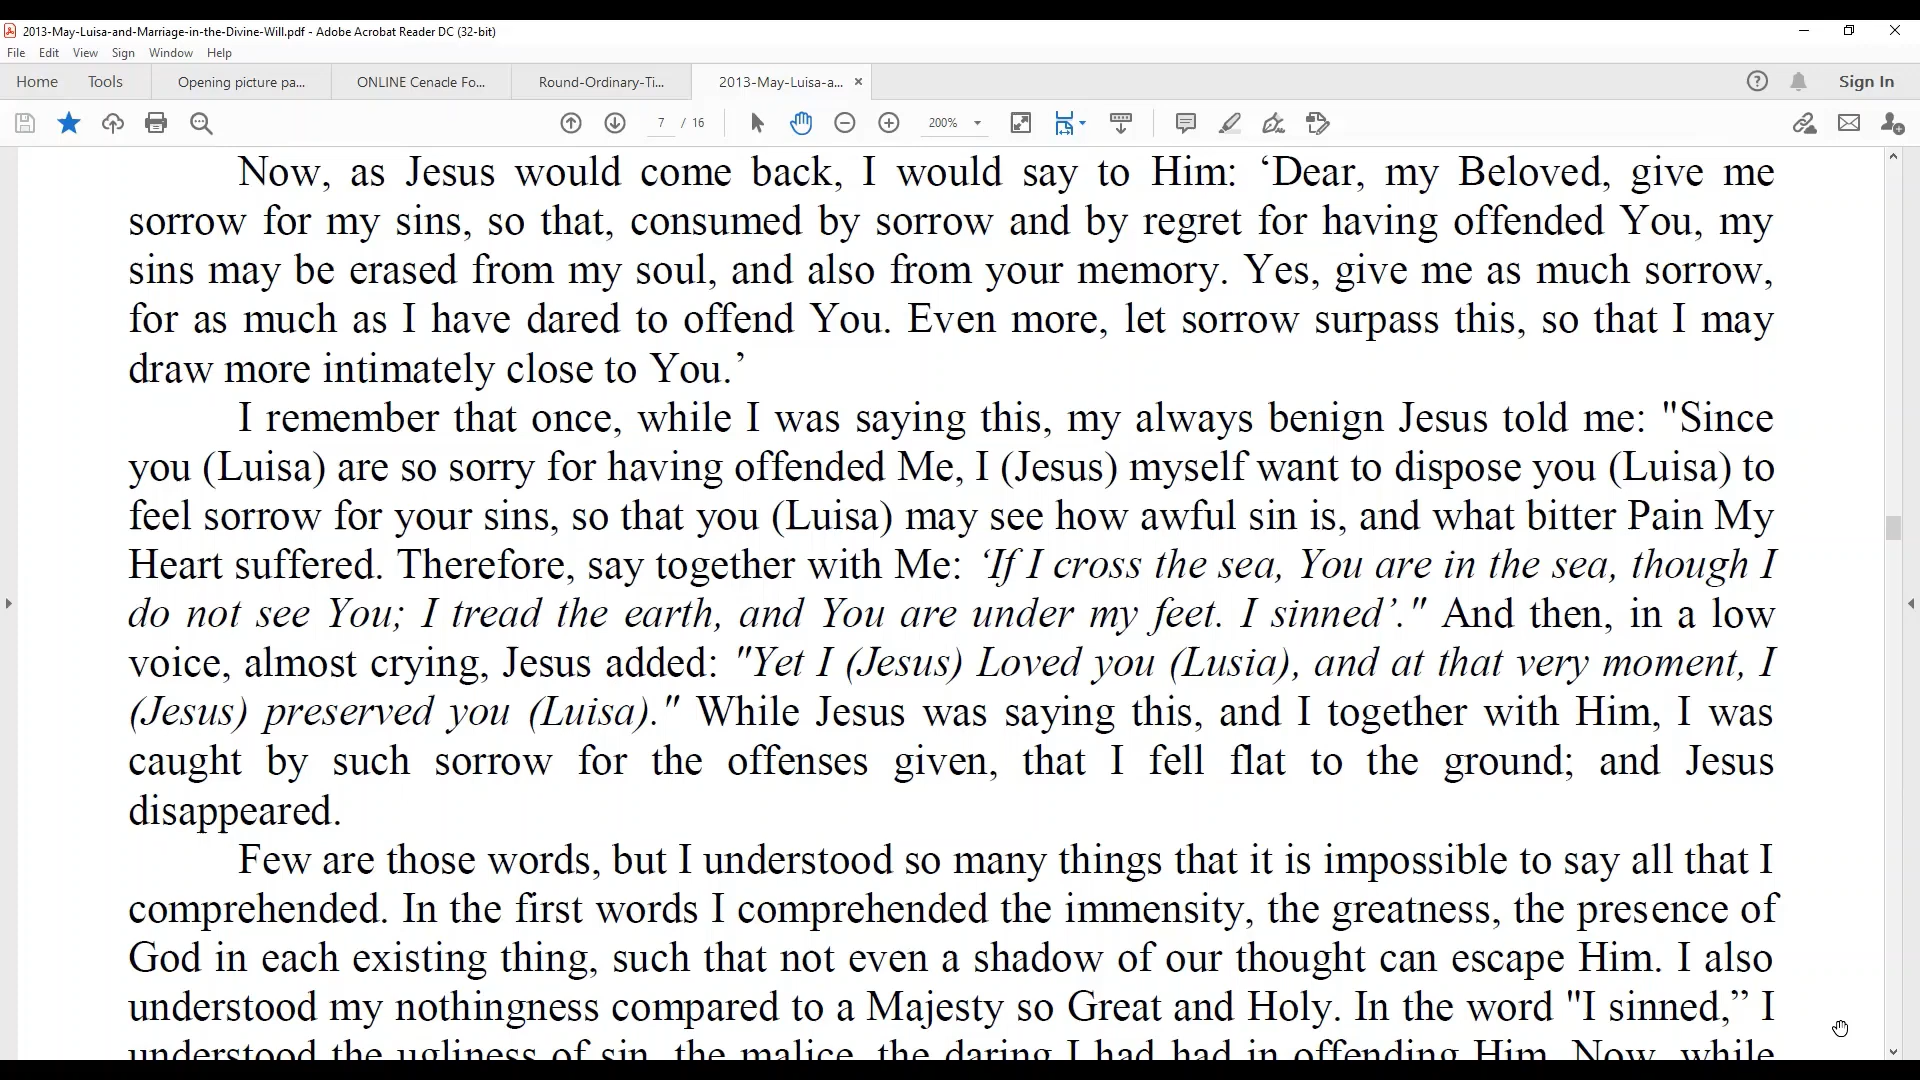 2013-May-Luisa-and-Marriage-in-the-Divine-Will.pdf - Adobe Acrobat Reader DC (32-bit)
File Edit View Sign Window Help
Home Tools Opening picture pa... ONLINE Cenacle Fo... Round-Ordinary-Ti... 2013-May-Luisa-a... × Sign In
7 / 16 200%
Now, as Jesus would come back, I would say to Him: ‘Dear, my Beloved, give me
sorrow for my sins, so that, consumed by sorrow and by regret for having offended You, my
sins may be erased from my soul, and also from your memory. Yes, give me as much sorrow,
for as much as I have dared to offend You. Even more, let sorrow surpass this, so that I may
draw more intimately close to You.’
I remember that once, while I was saying this, my always benign Jesus told me: "Since
you (Luisa) are so sorry for having offended Me, I (Jesus) myself want to dispose you (Luisa) to
feel sorrow for your sins, so that you (Luisa) may see how awful sin is, and what bitter Pain My
Heart suffered. Therefore, say together with Me: ‘If I cross the sea, You are in the sea, though I
do not see You; I tread the earth, and You are under my feet. I sinned’." And then, in a low
voice, almost crying, Jesus added: "Yet I (Jesus) Loved you (Lusia), and at that very moment, I
(Jesus) preserved you (Luisa)." While Jesus was saying this, and I together with Him, I was
caught by such sorrow for the offenses given, that I fell flat to the ground; and Jesus
disappeared.
Few are those words, but I understood so many things that it is impossible to say all that I
comprehended. In the first words I comprehended the immensity, the greatness, the presence of
God in each existing thing, such that not even a shadow of our thought can escape Him. I also
understood my nothingness compared to a Majesty so Great and Holy. In the word "I sinned,” I
understood the ugliness of sin, the malice, the daring I had had in offending Him. Now, while